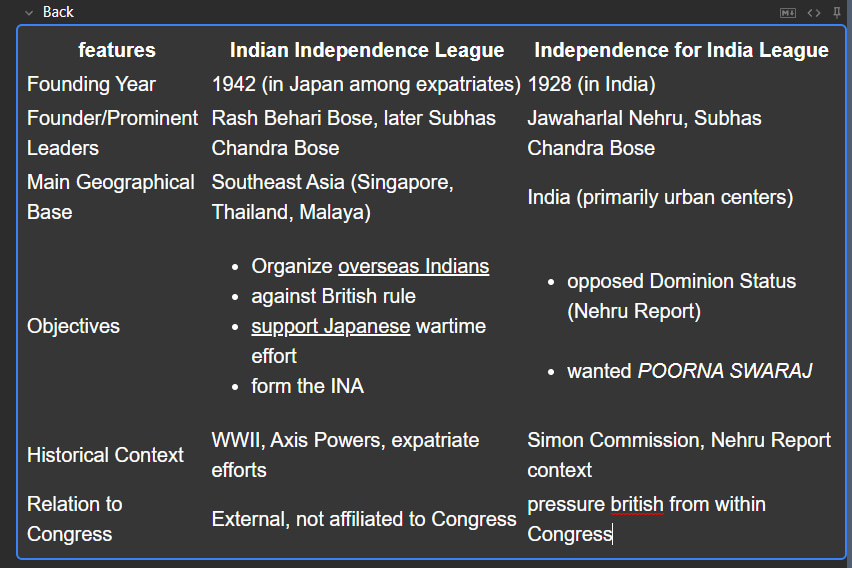 Back
features Indian Independence League Independence for India League
Founding Year 1942 (in Japan among expatriates) 1928 (in India)
Founder/Prominent Leaders
Rash Behari Bose, later Subhas Chandra Bose
Jawaharlal Nehru, Subhas Chandra Bose
Main Geographical Base
Southeast Asia (Singapore, Thailand, Malaya)
India (primarily urban centers)
Objectives
Organize overseas Indians
against British rule
support Japanese wartime effort
form the INA
opposed Dominion Status (Nehru Report)
wanted POORNA SWARAJ
Historical Context
WWII, Axis Powers, expatriate efforts
Simon Commission, Nehru Report context
Relation to Congress
External, not affiliated to Congress
pressure british from within Congress